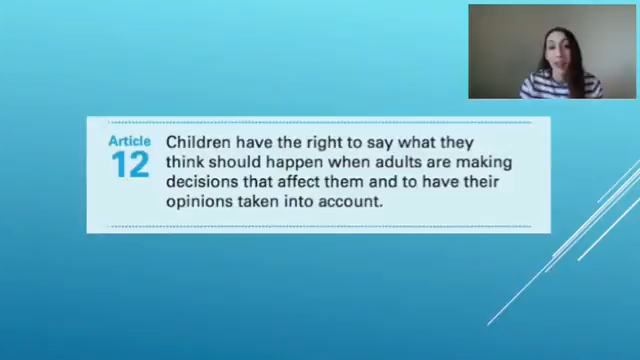 Article
12
Children have the right to say what they
think should happen when adults are making
decisions that affect them and to have their
opinions taken into account.